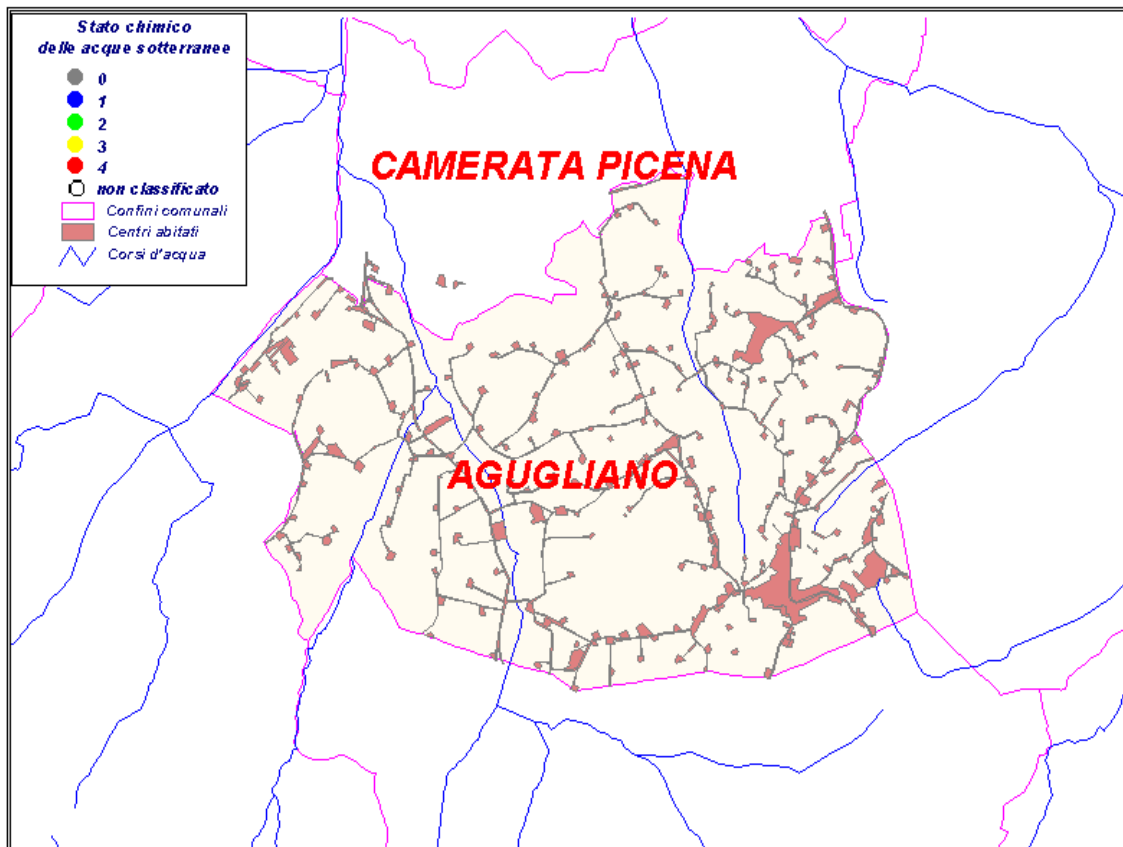 Stato chimico
delle acque sotterranee
0
1
2
3
4
non classificato
Confini comunali
Centri abitati
Corsi d'acqua
CAMERATA PICENA
AGUGLIANO